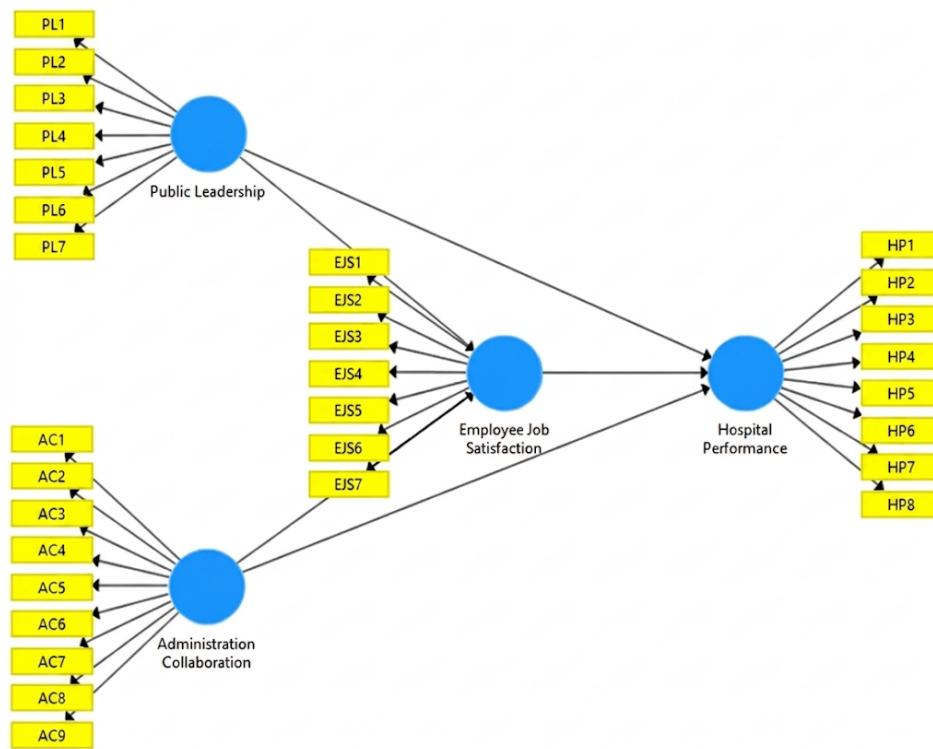 PL1
PL2
PL3
PL4
PL5
PL6
PL7
Public Leadership
EJS1
EJS2
EJS3
EJS4
EJS5
EJS6
EJS7
Employee Job
Satisfaction
HP1
HP2
HP3
HP4
HP5
HP6
HP7
HP8
Hospital
Performance
AC1
AC2
AC3
AC4
AC5
AC6
AC7
AC8
AC9
Administration
Collaboration